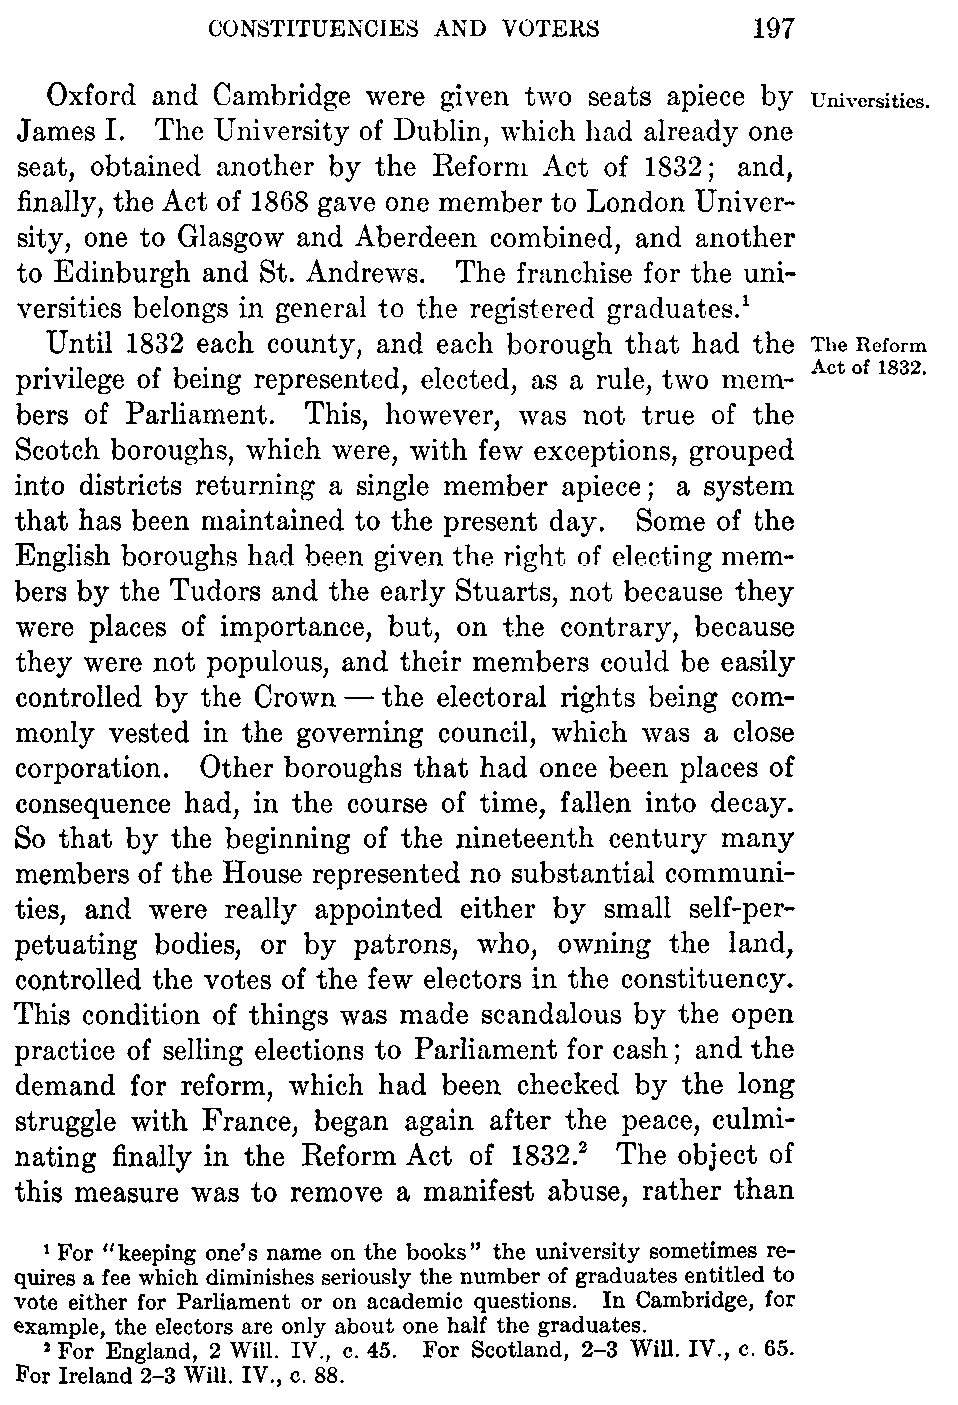 CONSTITUENCIES AND VOTERS 197
Oxford and Cambridge were given two seats apiece by Universities.
James I. The University of Dublin, which had already one
seat, obtained another by the Reform Act of 1832; and,
finally, the Act of 1868 gave one member to London Univer-
sity, one to Glasgow and Aberdeen combined, and another
to Edinburgh and St. Andrews. The franchise for the uni-
versities belongs in general to the registered graduates.¹
Until 1832 each county, and each borough that had the The Reform
privilege of being represented, elected, as a rule, two mem- Act of 1832.
bers of Parliament. This, however, was not true of the
Scotch boroughs, which were, with few exceptions, grouped
into districts returning a single member apiece; a system
that has been maintained to the present day. Some of the
English boroughs had been given the right of electing mem-
bers by the Tudors and the early Stuarts, not because they
were places of importance, but, on the contrary, because
they were not populous, and their members could be easily
controlled by the Crown — the electoral rights being com-
monly vested in the governing council, which was a close
corporation. Other boroughs that had once been places of
consequence had, in the course of time, fallen into decay.
So that by the beginning of the nineteenth century many
members of the House represented no substantial communi-
ties, and were really appointed either by small self-per-
petuating bodies, or by patrons, who, owning the land,
controlled the votes of the few electors in the constituency.
This condition of things was made scandalous by the open
practice of selling elections to Parliament for cash; and the
demand for reform, which had been checked by the long
struggle with France, began again after the peace, culmi-
nating finally in the Reform Act of 1832.² The object of
this measure was to remove a manifest abuse, rather than
¹ For "keeping one's name on the books" the university sometimes re-
quires a fee which diminishes seriously the number of graduates entitled to
vote either for Parliament or on academic questions. In Cambridge, for
example, the electors are only about one half the graduates.
² For England, 2 Will. IV., c. 45. For Scotland, 2–3 Will. IV., c. 65.
For Ireland 2–3 Will. IV., c. 88.